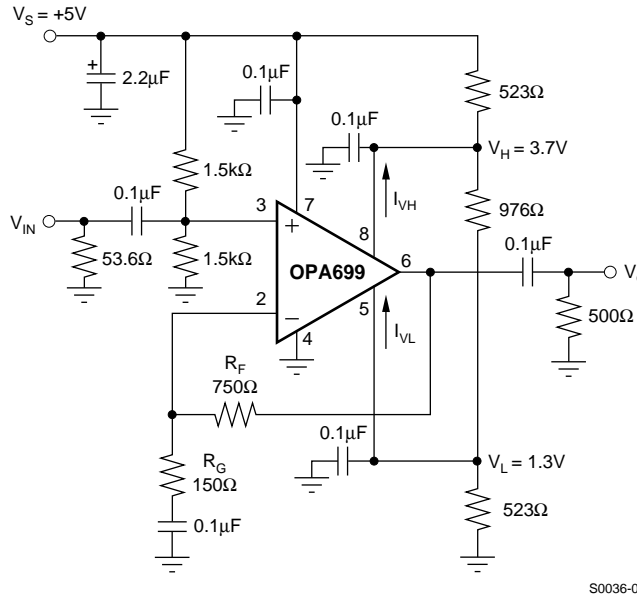 V_S = +5V
2.2µF
0.1µF
523Ω
0.1µF
V_H = 3.7V
1.5kΩ
7
I_VH
976Ω
0.1µF
3
8
0.1µF
V_IN
+
6
53.6Ω
1.5kΩ
OPA699
2
−
5
500Ω
4
I_VL
R_F
750Ω
0.1µF
V_L = 1.3V
R_G
150Ω
523Ω
0.1µF